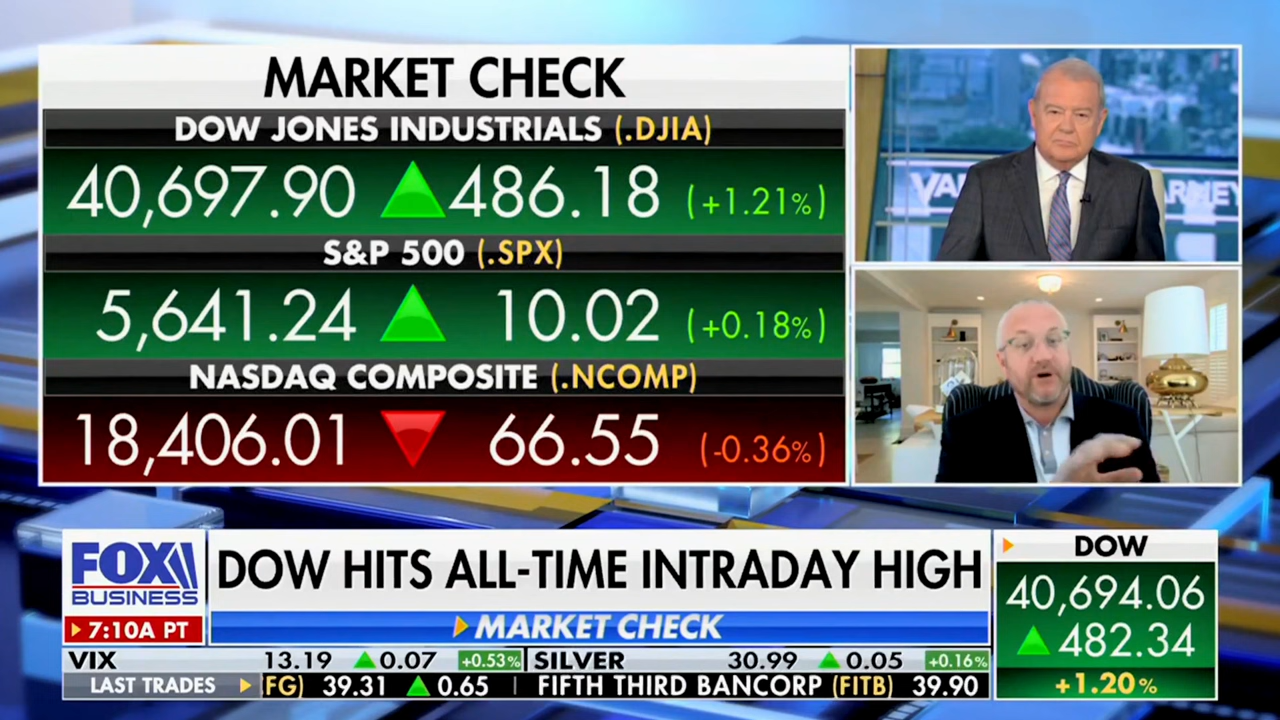 MARKET CHECK
DOW JONES INDUSTRIALS (.DJIA)
40,697.90 ▲ 486.18 (+1.21%)
S&P 500 (.SPX)
5,641.24 ▲ 10.02 (+0.18%)
NASDAQ COMPOSITE (.NCOMP)
18,406.01 ▼ 66.55 (-0.36%)
FOX
BUSINESS
7:10A PT
DOW HITS ALL-TIME INTRADAY HIGH
MARKET CHECK
DOW
40,694.06
▲ 482.34
+1.20%
VIX 13.19 ▲ 0.07 +0.53% SILVER 30.99 ▲ 0.05 +0.16%
LAST TRADES FG) 39.31 ▲ 0.65 FIFTH THIRD BANCORP (FITB) 39.90